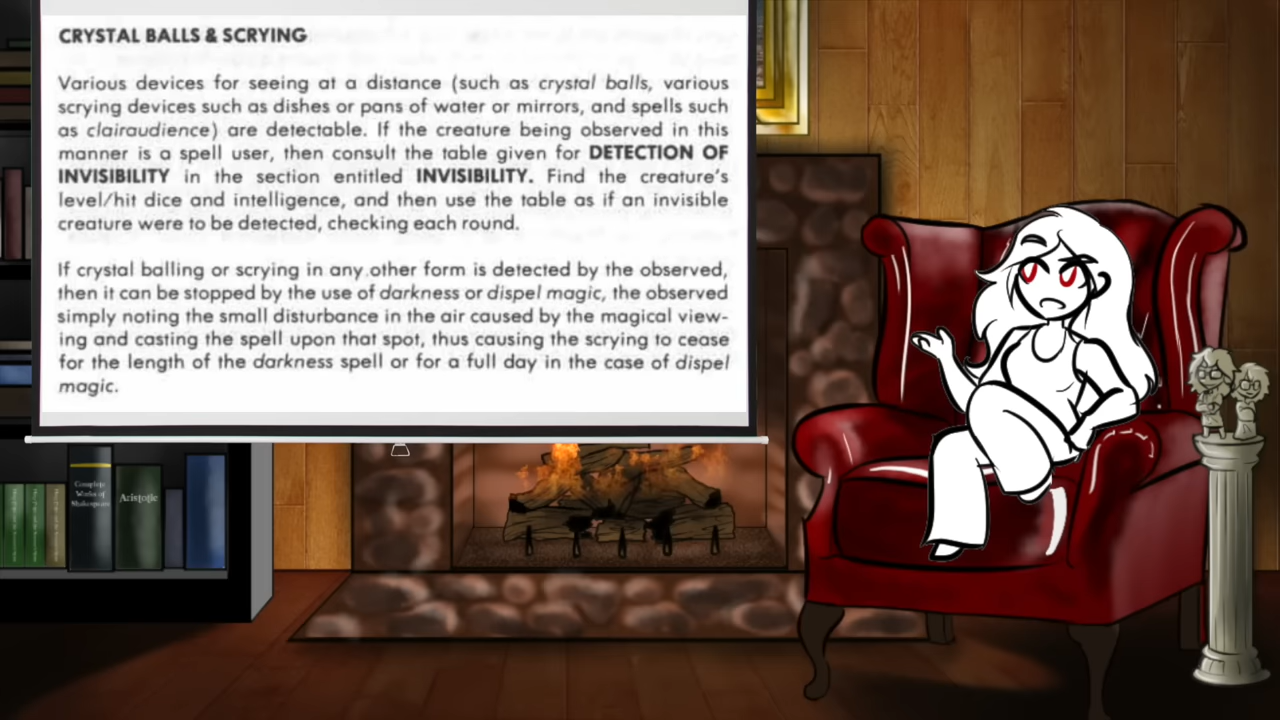 CRYSTAL BALLS & SCRYING
Various devices for seeing at a distance (such as crystal balls, various
scrying devices such as dishes or pans of water or mirrors, and spells such
as clairaudience) are detectable. If the creature being observed in this
manner is a spell user, then consult the table given for DETECTION OF
INVISIBILITY in the section entitled INVISIBILITY. Find the creature's
level/hit dice and intelligence, and then use the table as if an invisible
creature were to be detected, checking each round.
If crystal balling or scrying in any other form is detected by the observed,
then it can be stopped by the use of darkness or dispel magic, the observed
simply noting the small disturbance in the air caused by the magical view-
ing and casting the spell upon that spot, thus causing the scrying to cease
for the length of the darkness spell or for a full day in the case of dispel
magic.
Complete
Works of
Shakespeare
Aristotle